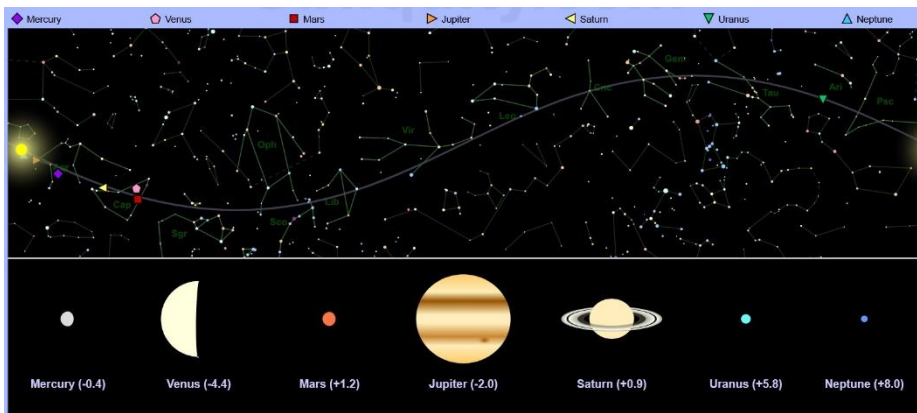 Mercury Venus Mars Jupiter Saturn Uranus Neptune
Gem
Cnc
Tau
Ari
Psc
Leo
Vir
Oph
Aqr
Cap
Lib
Sco
Sgr
Mercury (-0.4) Venus (-4.4) Mars (+1.2) Jupiter (-2.0) Saturn (+0.9) Uranus (+5.8) Neptune (+8.0)